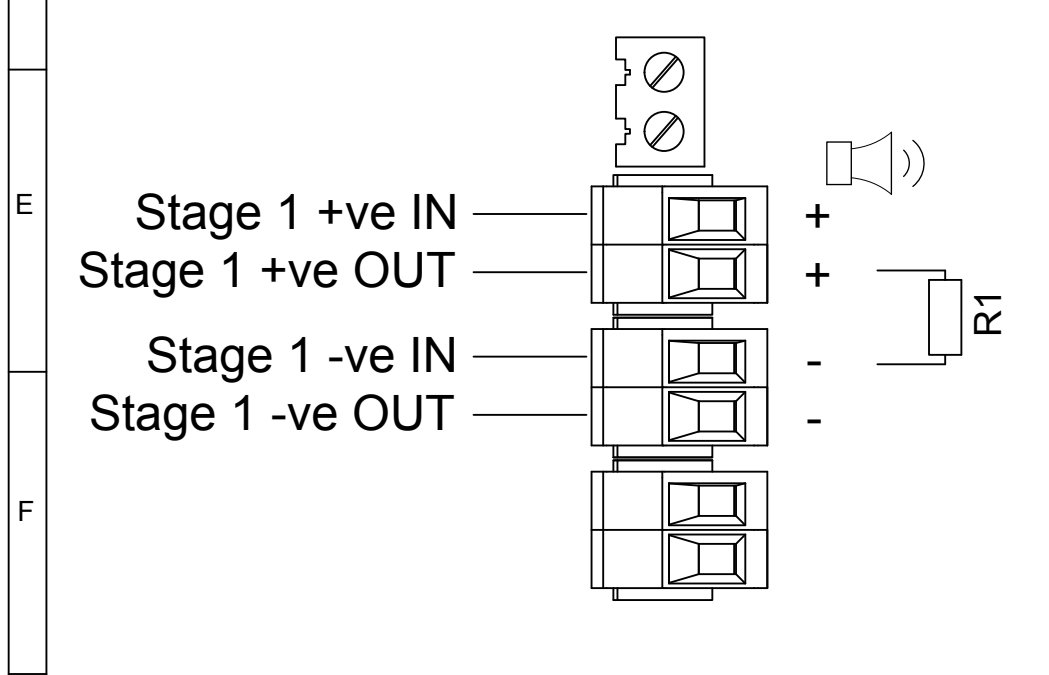 E
Stage 1 +ve IN
+
Stage 1 +ve OUT
+
R1
Stage 1 -ve IN
-
Stage 1 -ve OUT
-
F